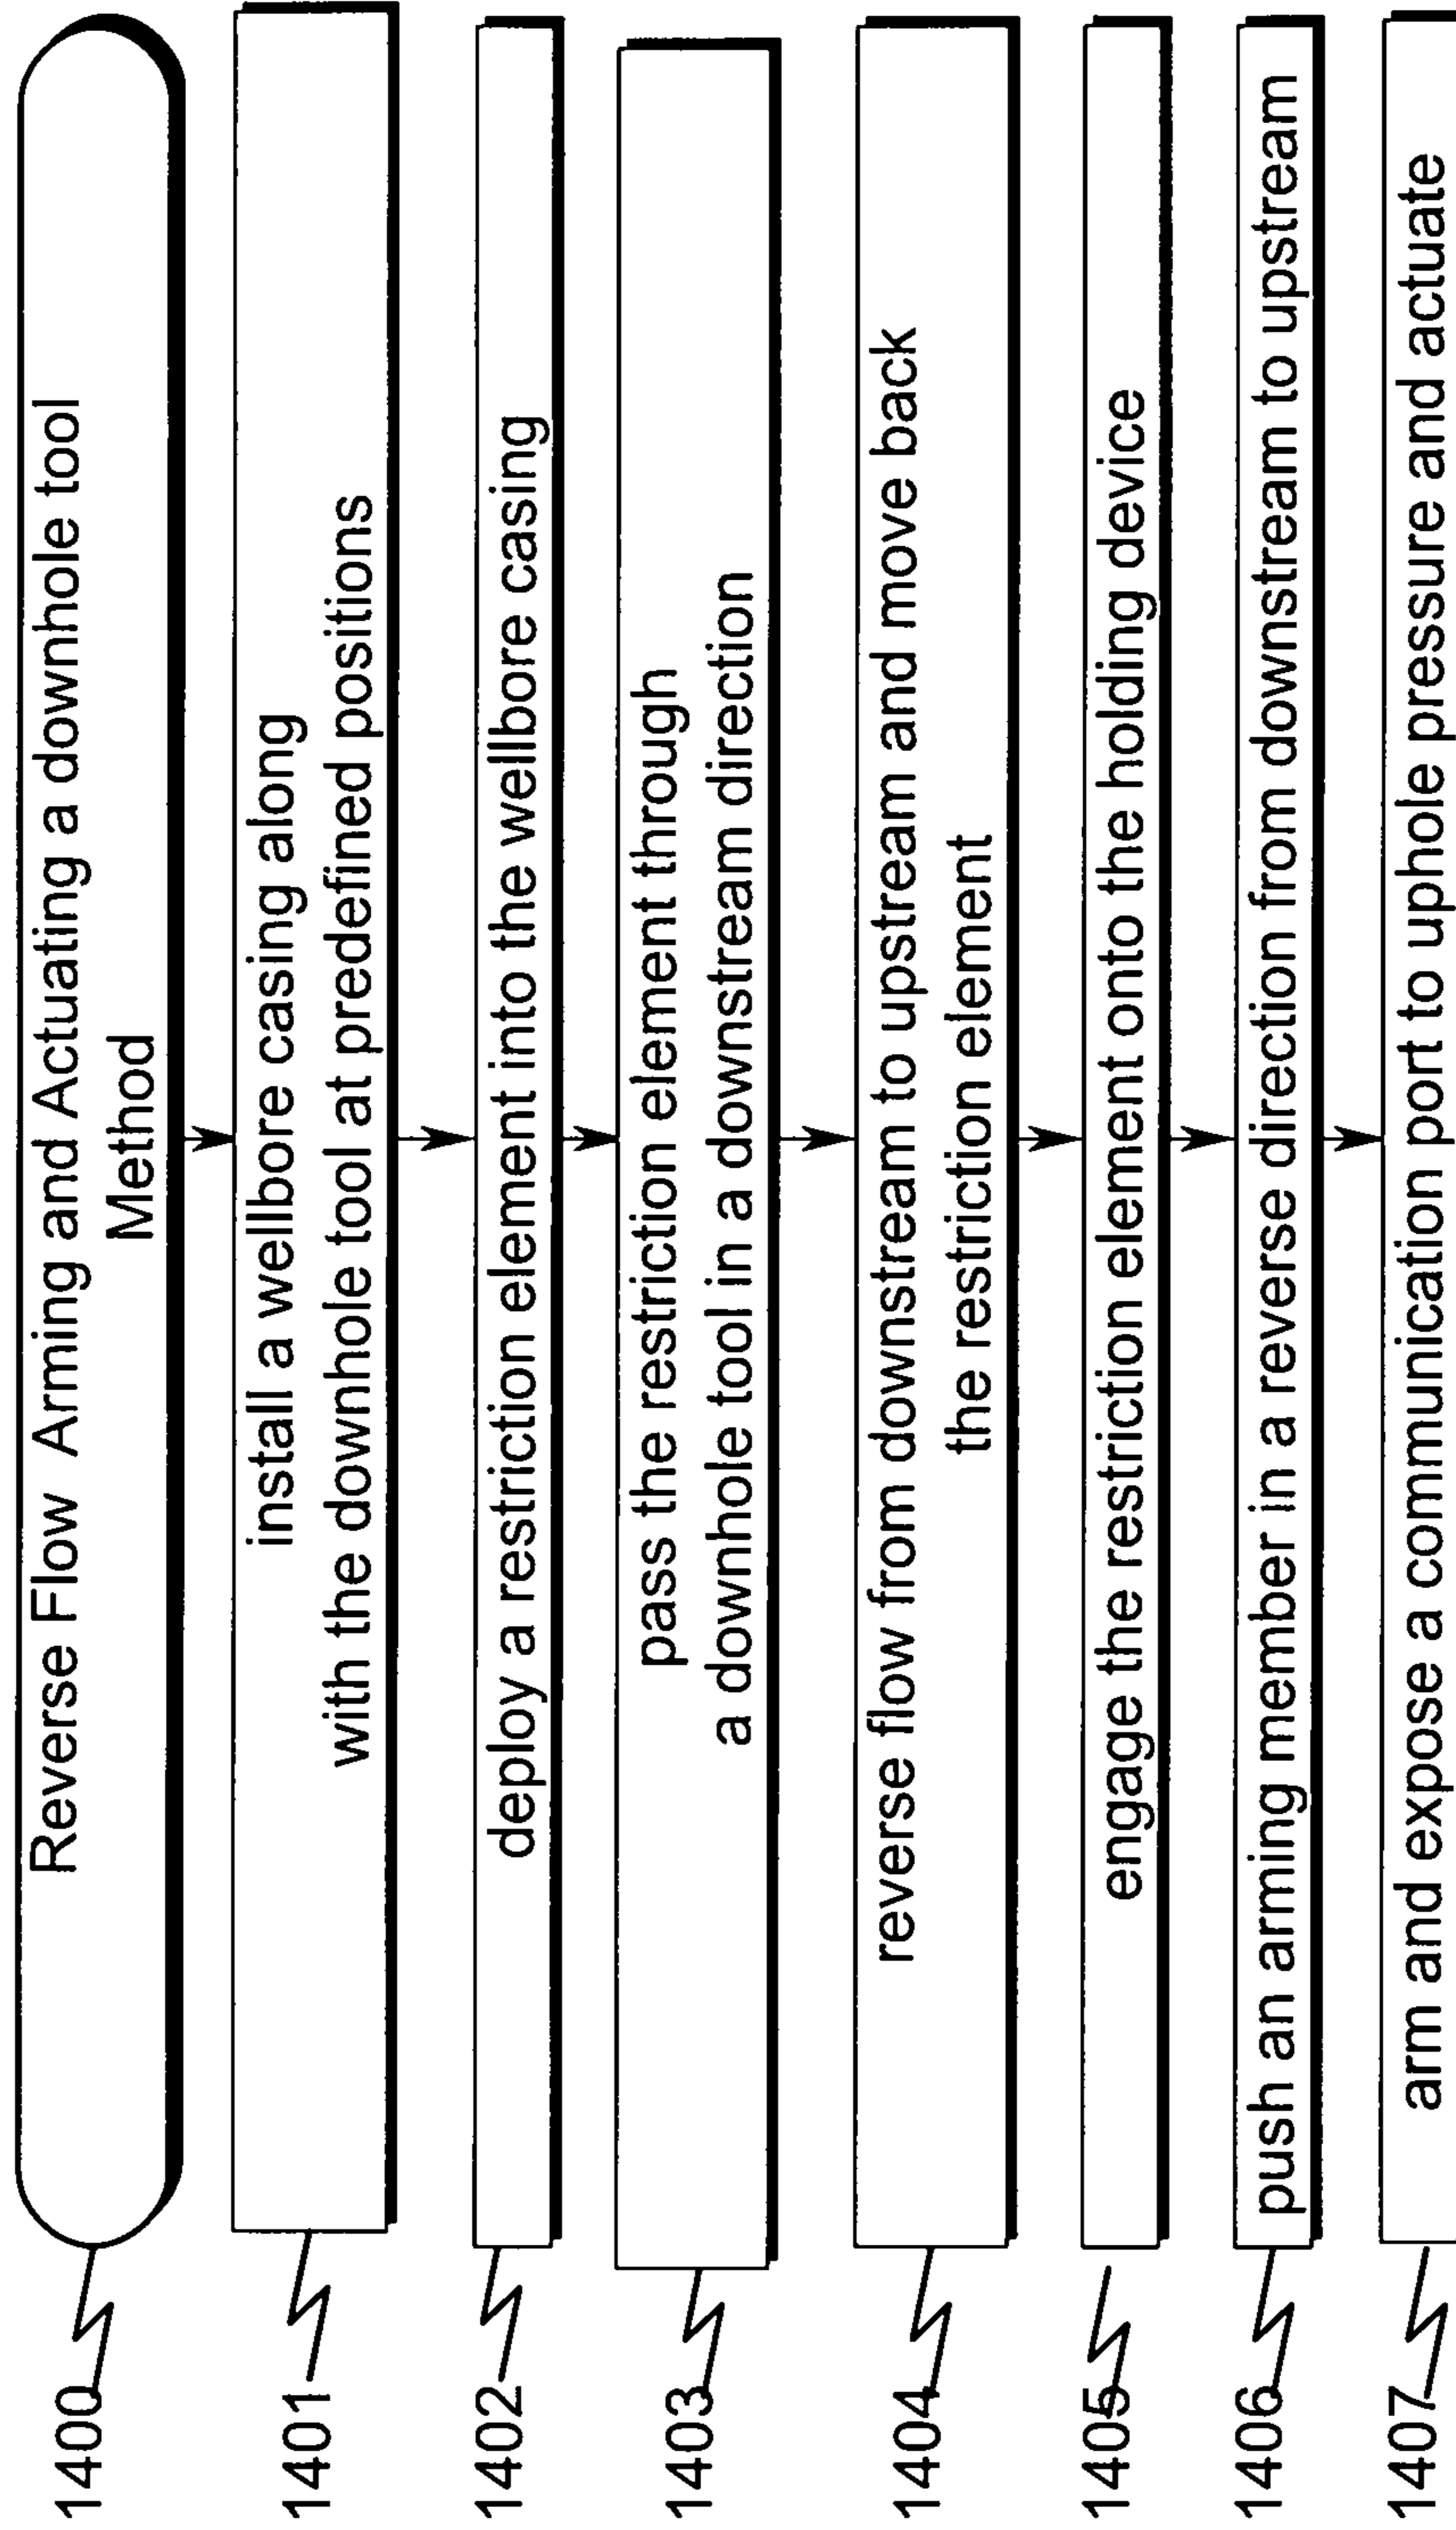 1400
Reverse Flow Arming and Actuating a downhole tool
Method
1401
install a wellbore casing along
with the downhole tool at predefined positions
1402
deploy a restriction element into the wellbore casing
1403
pass the restriction element through
a downhole tool in a downstream direction
1404
reverse flow from downstream to upstream and move back
the restriction element
1405
engage the restriction element onto the holding device
1406
push an arming member in a reverse direction from downstream to upstream
1407
arm and expose a communication port to uphole pressure and actuate